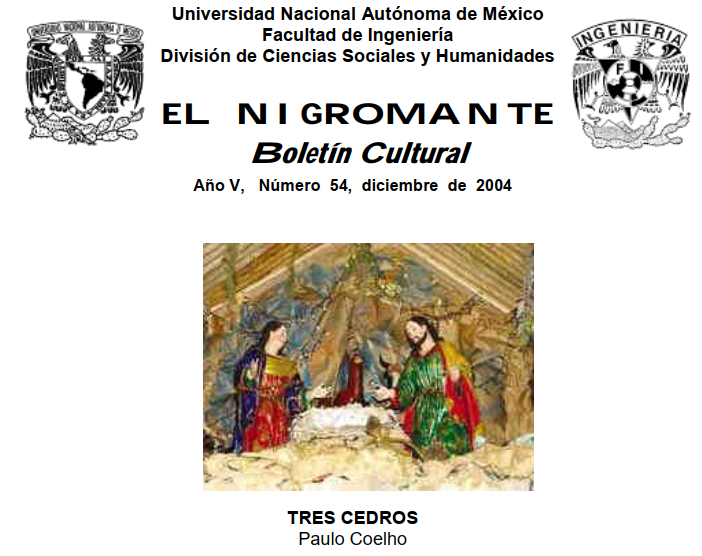 Universidad Nacional Autónoma de México
Facultad de Ingeniería
División de Ciencias Sociales y Humanidades
INGENIERIA
F I
EL NIGROMANTE
Boletín Cultural
Año V, Número 54, diciembre de 2004
TRES CEDROS
Paulo Coelho